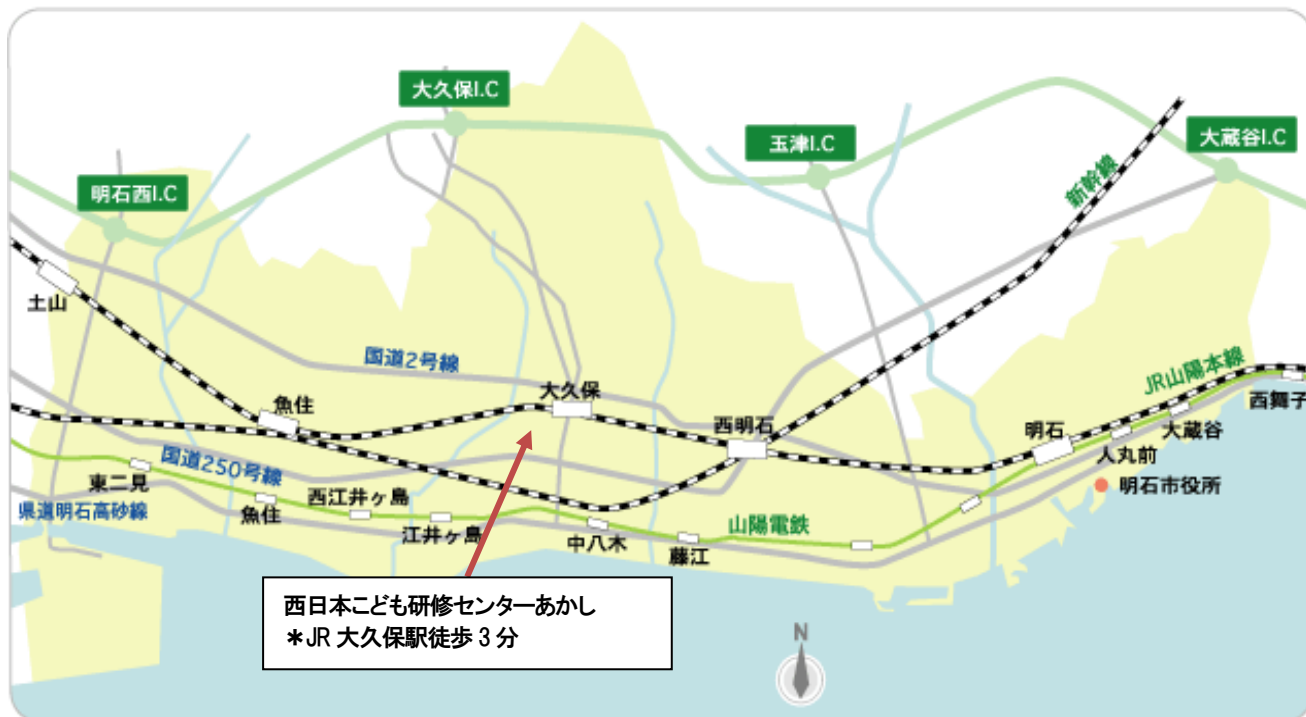 大久保I.C
玉津I.C
大蔵谷I.C
明石西I.C
新幹線
土山
国道2号線
大久保
魚住
西明石
明石
JR山陽本線
西舞子
大蔵谷
人丸前
明石市役所
国道250号線
東二見
魚住
西江井ヶ島
江井ヶ島
県道明石高砂線
中八木
藤江
山陽電鉄
西日本こども研修センターあかし
*JR 大久保駅徒歩 3 分
N